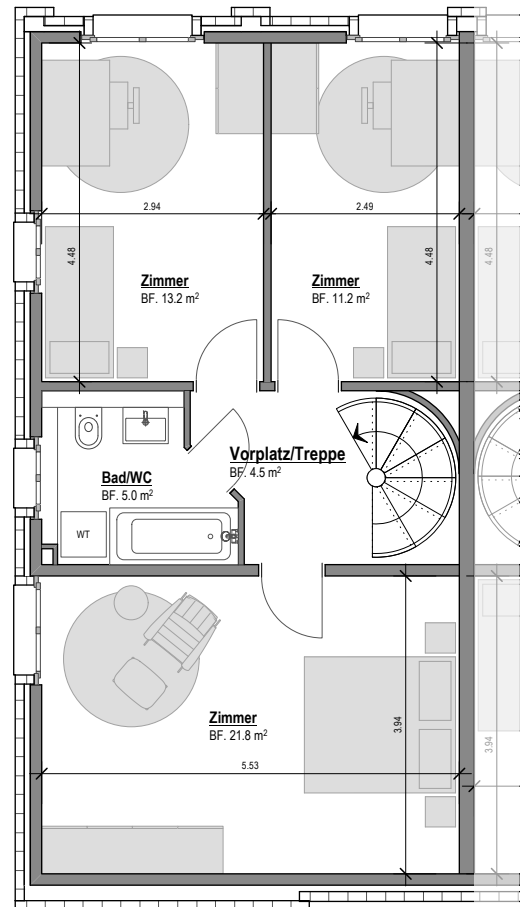 2.94
2.49
4.48
4.48
4.48
Zimmer
BF. 13.2 m²
Zimmer
BF. 11.2 m²
Vorplatz/Treppe
BF. 4.5 m²
Bad/WC
BF. 5.0 m²
WT
Zimmer
BF. 21.8 m²
3.94
3.94
5.53